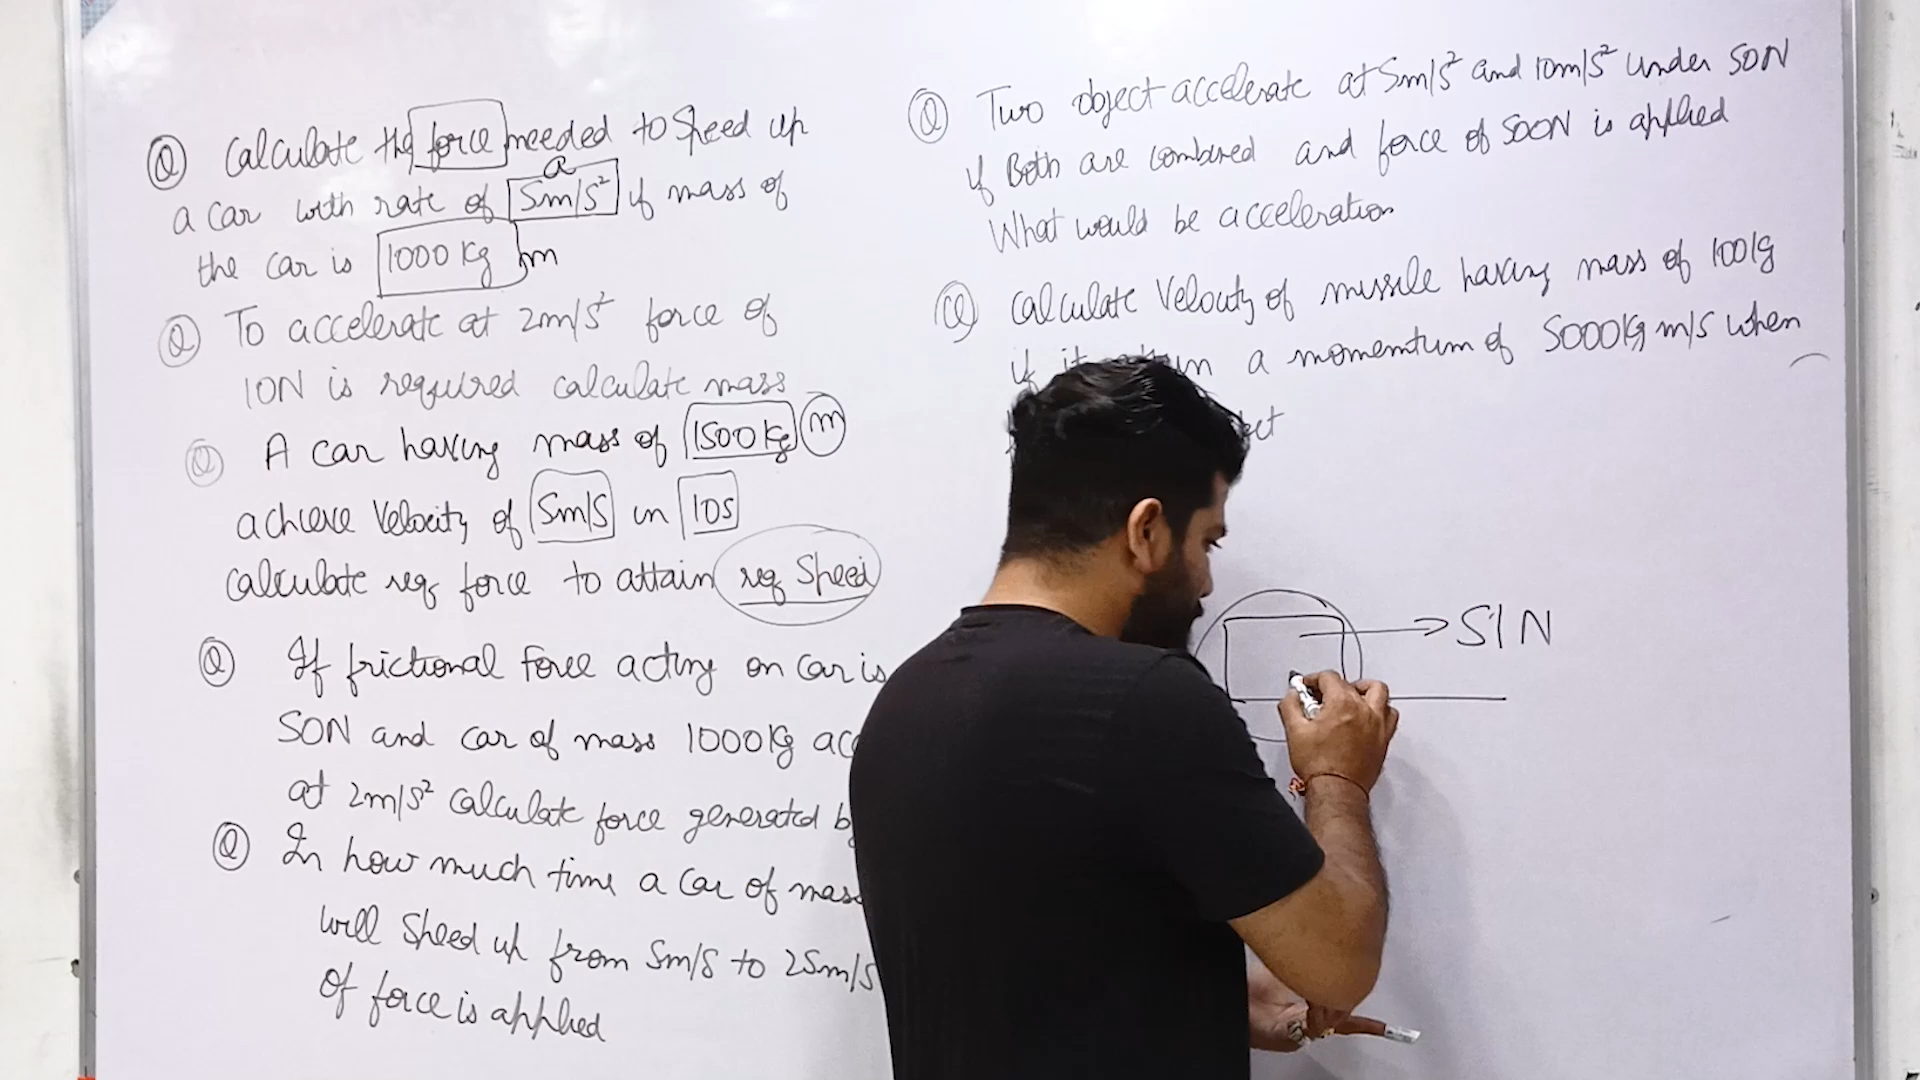 Q Calculate the force needed to speed up
a
a car with rate of 5m/s² if mass of
the car is 1000 kg m
Q To accelerate at 2m/s² force of
10N is required calculate mass
Q A car having mass of 1500 kg m
achieve velocity of 5m/s in 10s
calculate req force to attain req speed
Q If frictional force acting on car is
50N and car of mass 1000kg acc
at 2m/s² calculate force generated b
Q In how much time a car of mass
will speed up from 5m/s to 25m/s
of force is applied
Q Two object accelerate at 5m/s² and 10m/s² under 50N
if Both are combined and force of 500N is applied
What would be acceleration
Q Calculate velocity of missile having mass of 100kg
if it a momemtum of 5000kg m/s when
51N